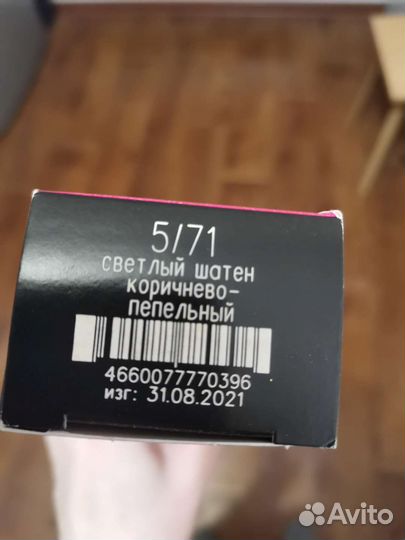 5/71
светлый шатен
коричнево-
пепельный
4660077770396
изг: 31.08.2021
Avito